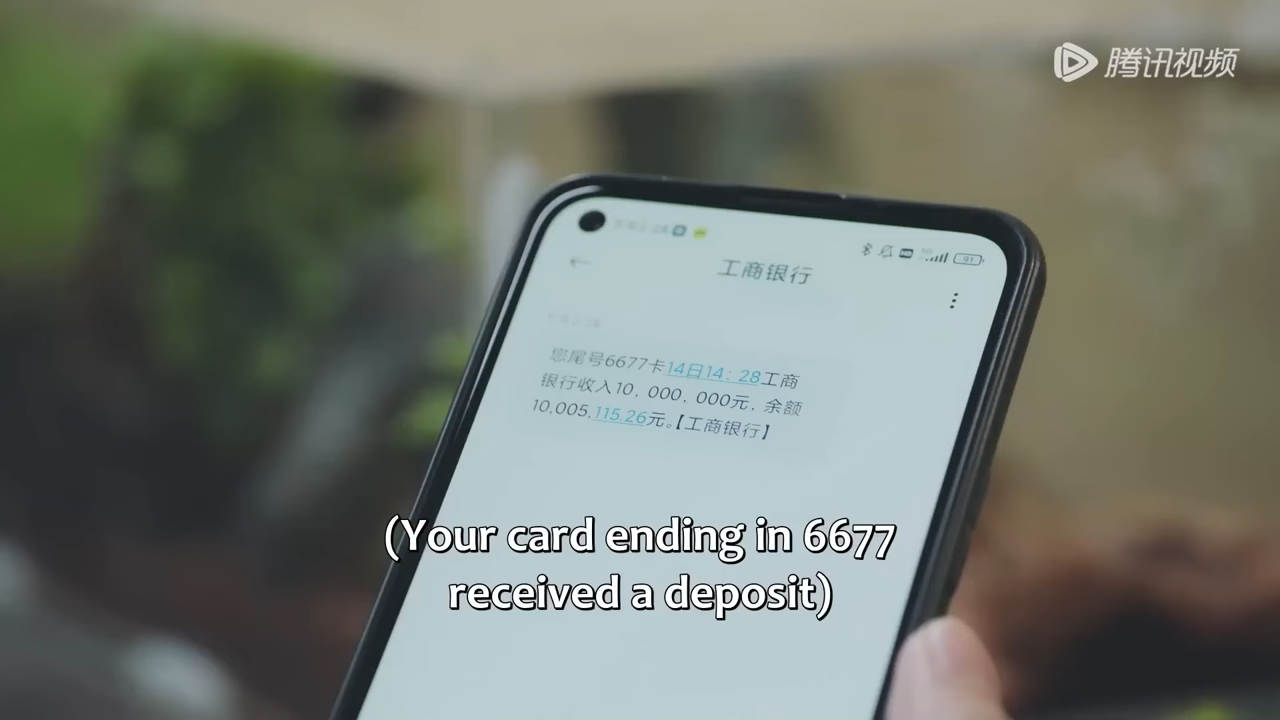 腾讯视频
91
工商银行
您尾号6677卡14日14：28工商
银行收入10，000，000元，余额
10,005,115.26元。【工商银行】
(Your card ending in 6677
received a deposit)